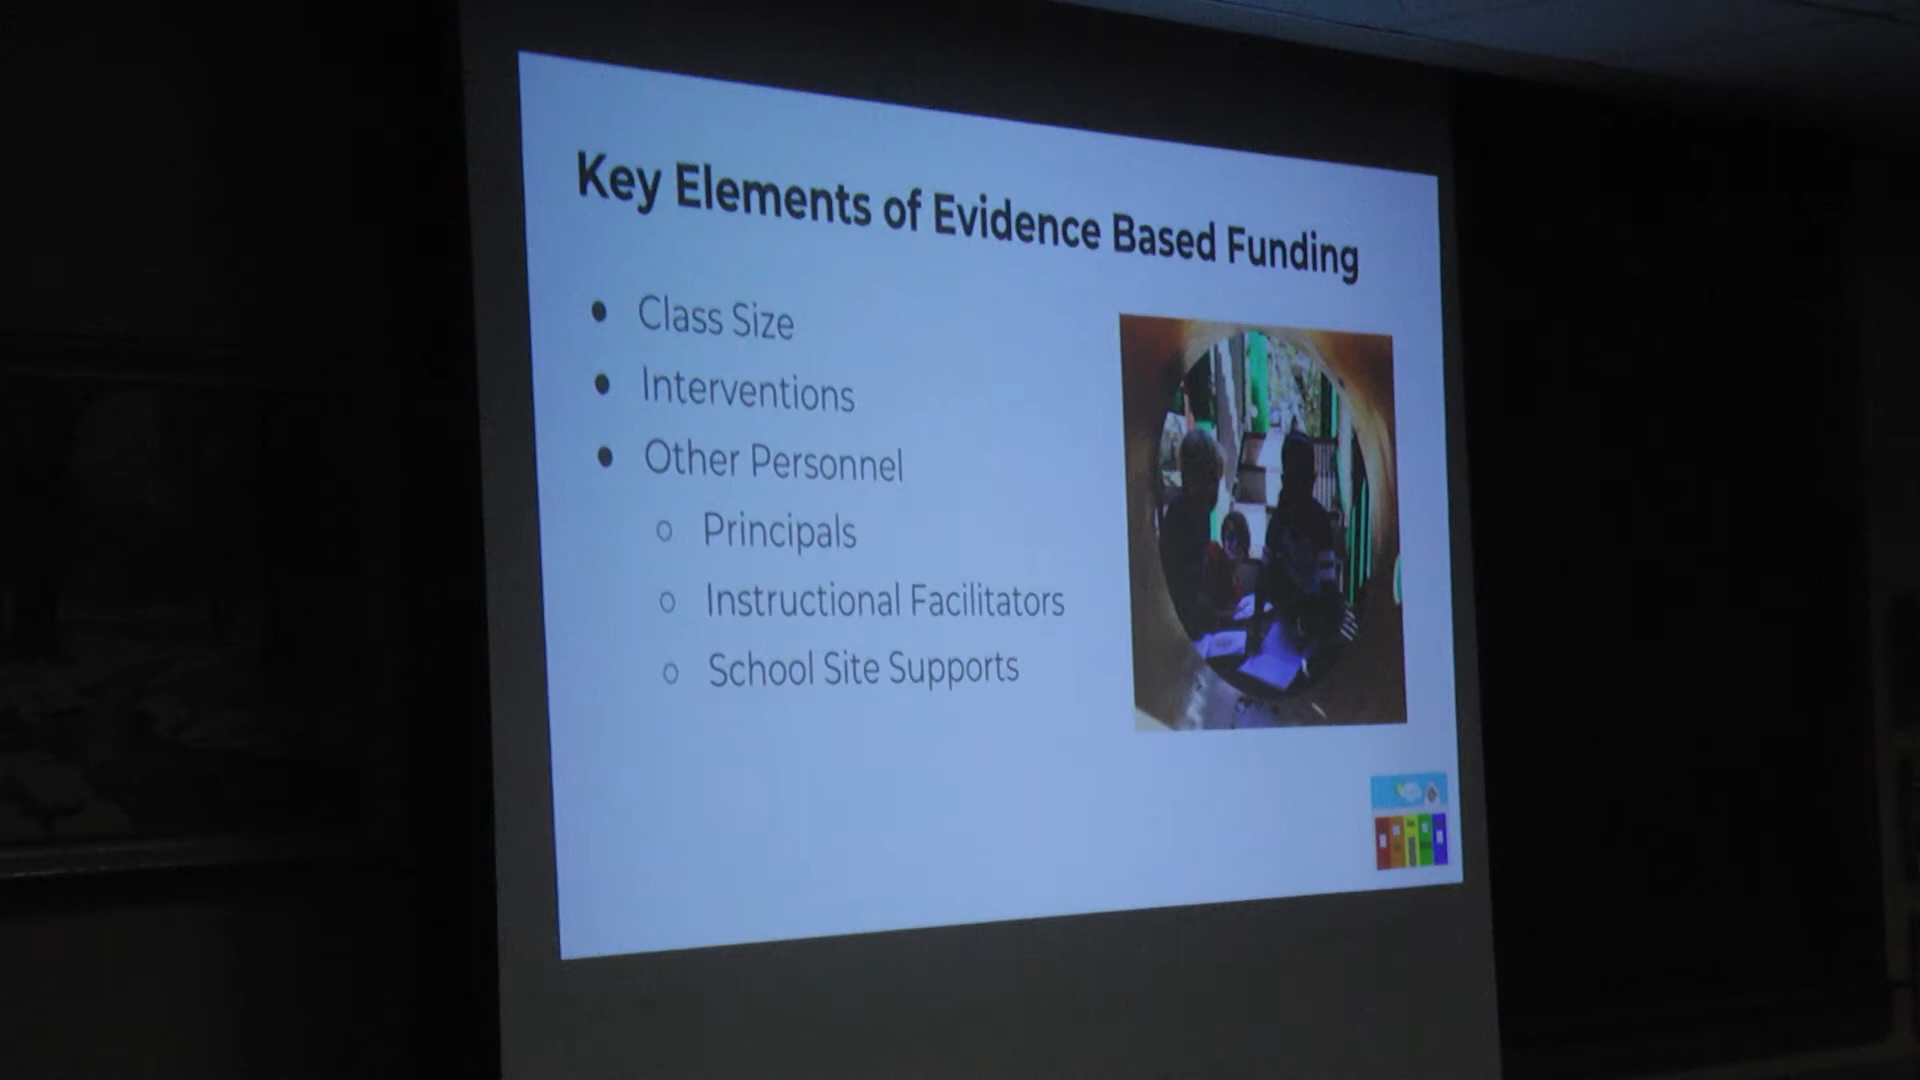 Key Elements of Evidence Based Funding
● Class Size
● Interventions
● Other Personnel
○ Principals
○ Instructional Facilitators
○ School Site Supports